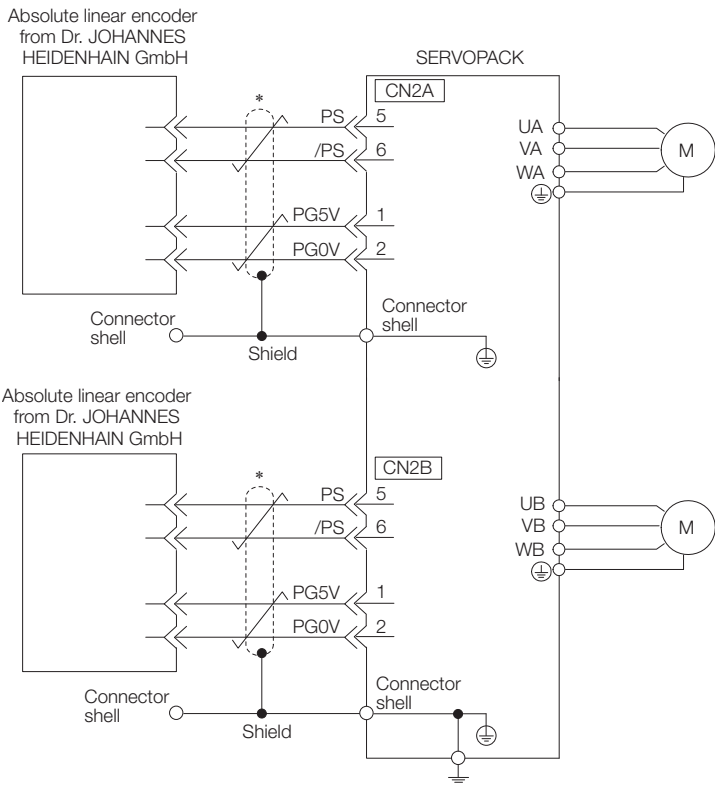 Absolute linear encoder
from Dr. JOHANNES
HEIDENHAIN GmbH
SERVOPACK
CN2A
*
PS 5
/PS 6
PG5V 1
PG0V 2
UA
VA
WA
M
Connector
shell
Connector
shell
Shield
Absolute linear encoder
from Dr. JOHANNES
HEIDENHAIN GmbH
CN2B
*
PS 5
/PS 6
PG5V 1
PG0V 2
UB
VB
WB
M
Connector
shell
Connector
shell
Shield